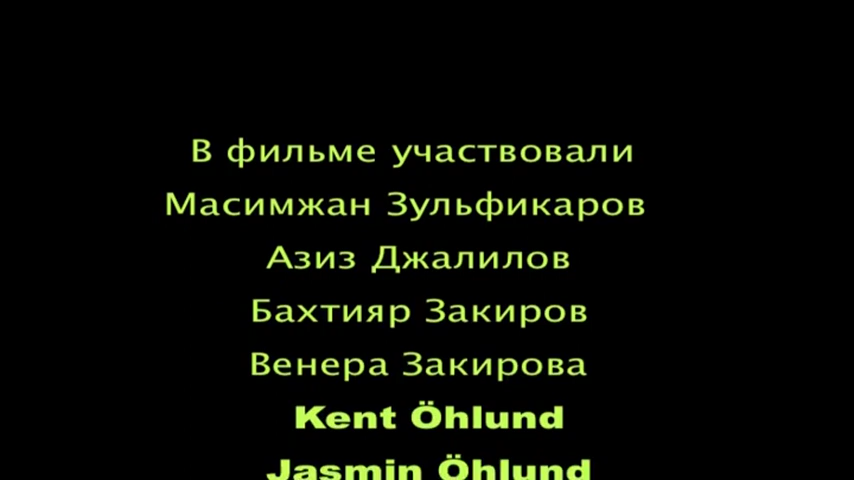 В фильме участвовали
Масимжан Зульфикаров
Азиз Джалилов
Бахтияр Закиров
Венера Закирова
Kent Öhlund
Jasmin Öhlund